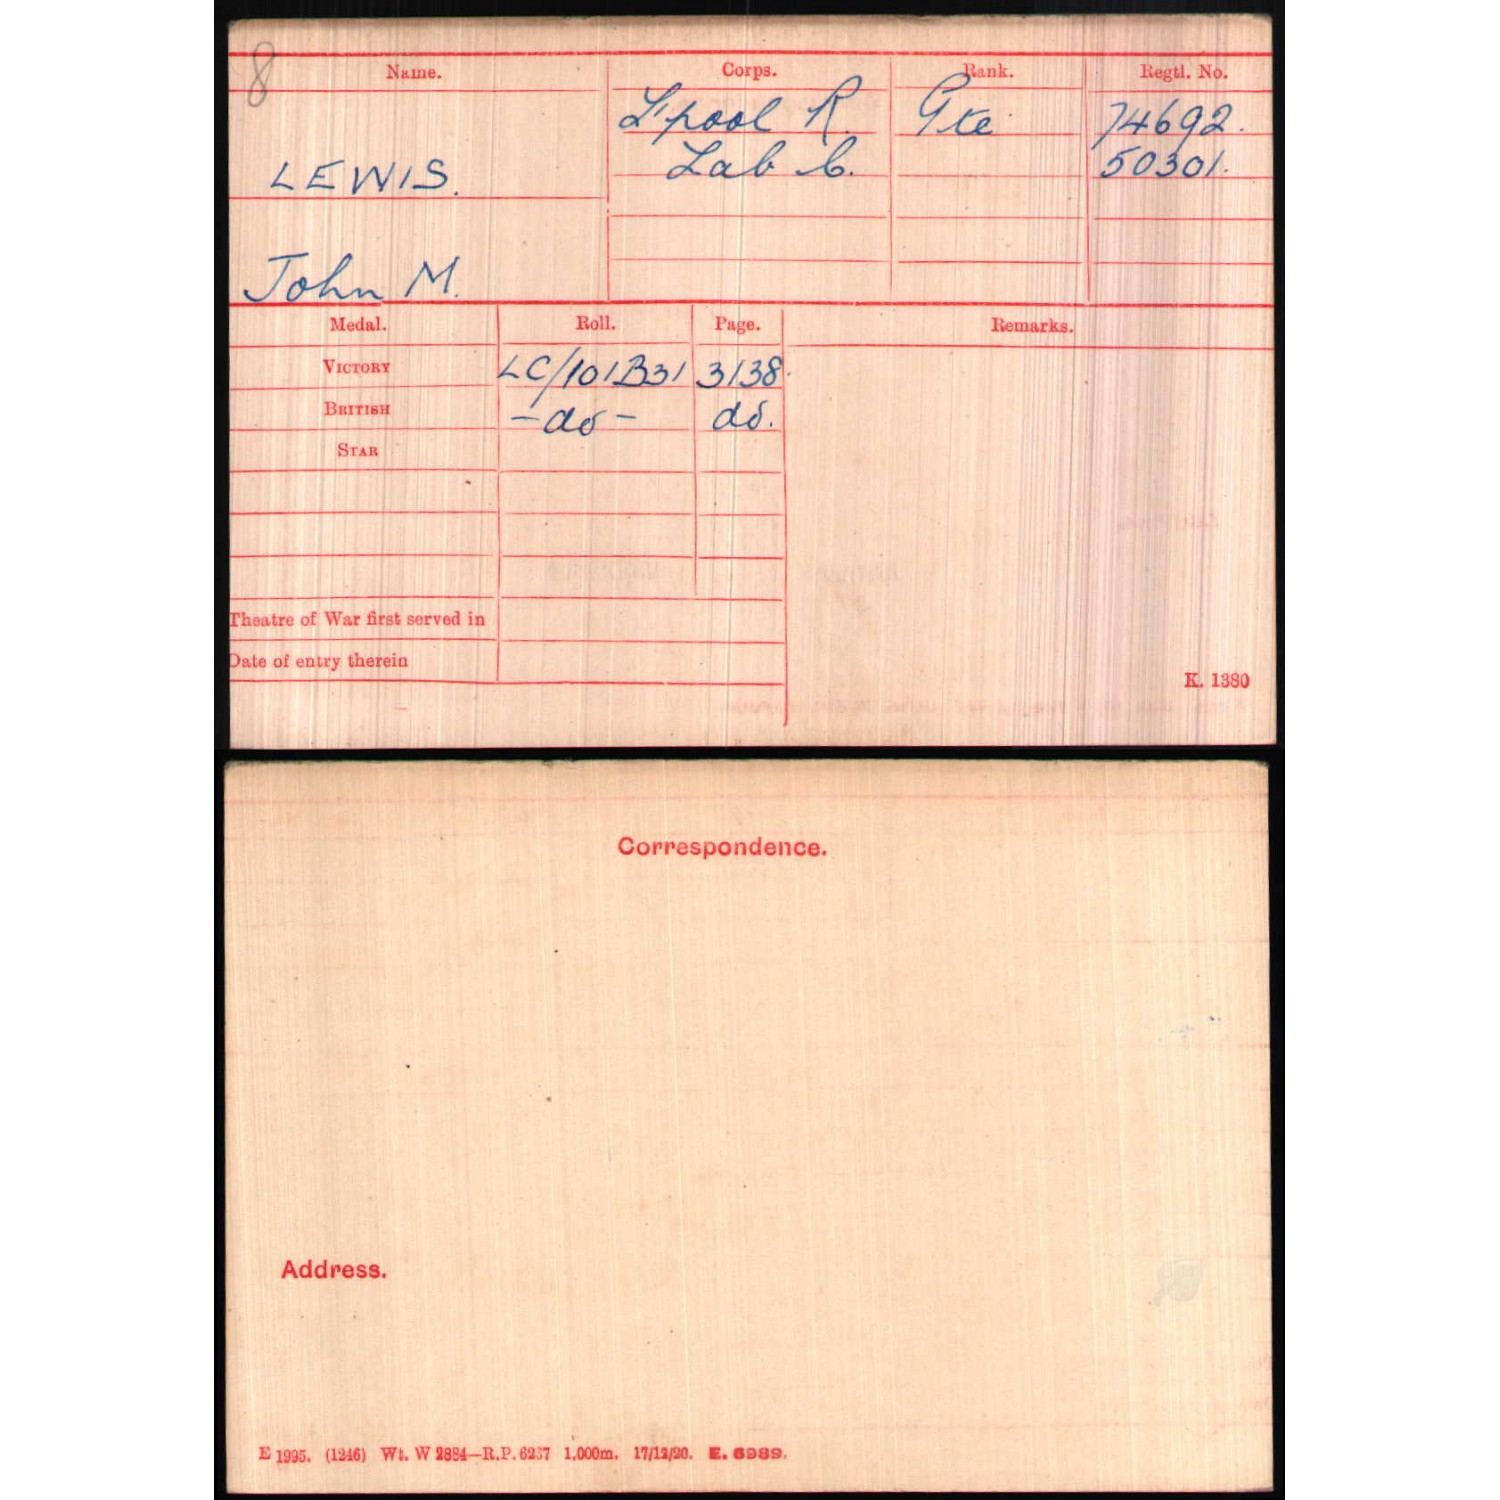 8
Name. Corps. Rank. Regtl. No.
L'pool R. Pte 74692.
LEWIS. Lab C. 50301.
John M.
Medal. Roll. Page. Remarks.
VICTORY LC/101B31 3138.
BRITISH -do- do.
STAR
Theatre of War first served in
Date of entry therein
K. 1380
Correspondence.
Address.
E 1995. (1246) Wt. W 2884—R.P. 6237 1,000m. 17/12/20. E. 6989.